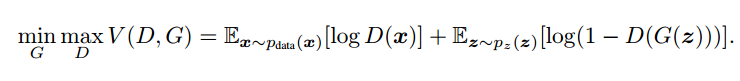 min_G max_D V(D, G) = 𝔼_{x∼p_data(x)}[log D(x)] + 𝔼_{z∼p_z(z)}[log(1 − D(G(z)))].